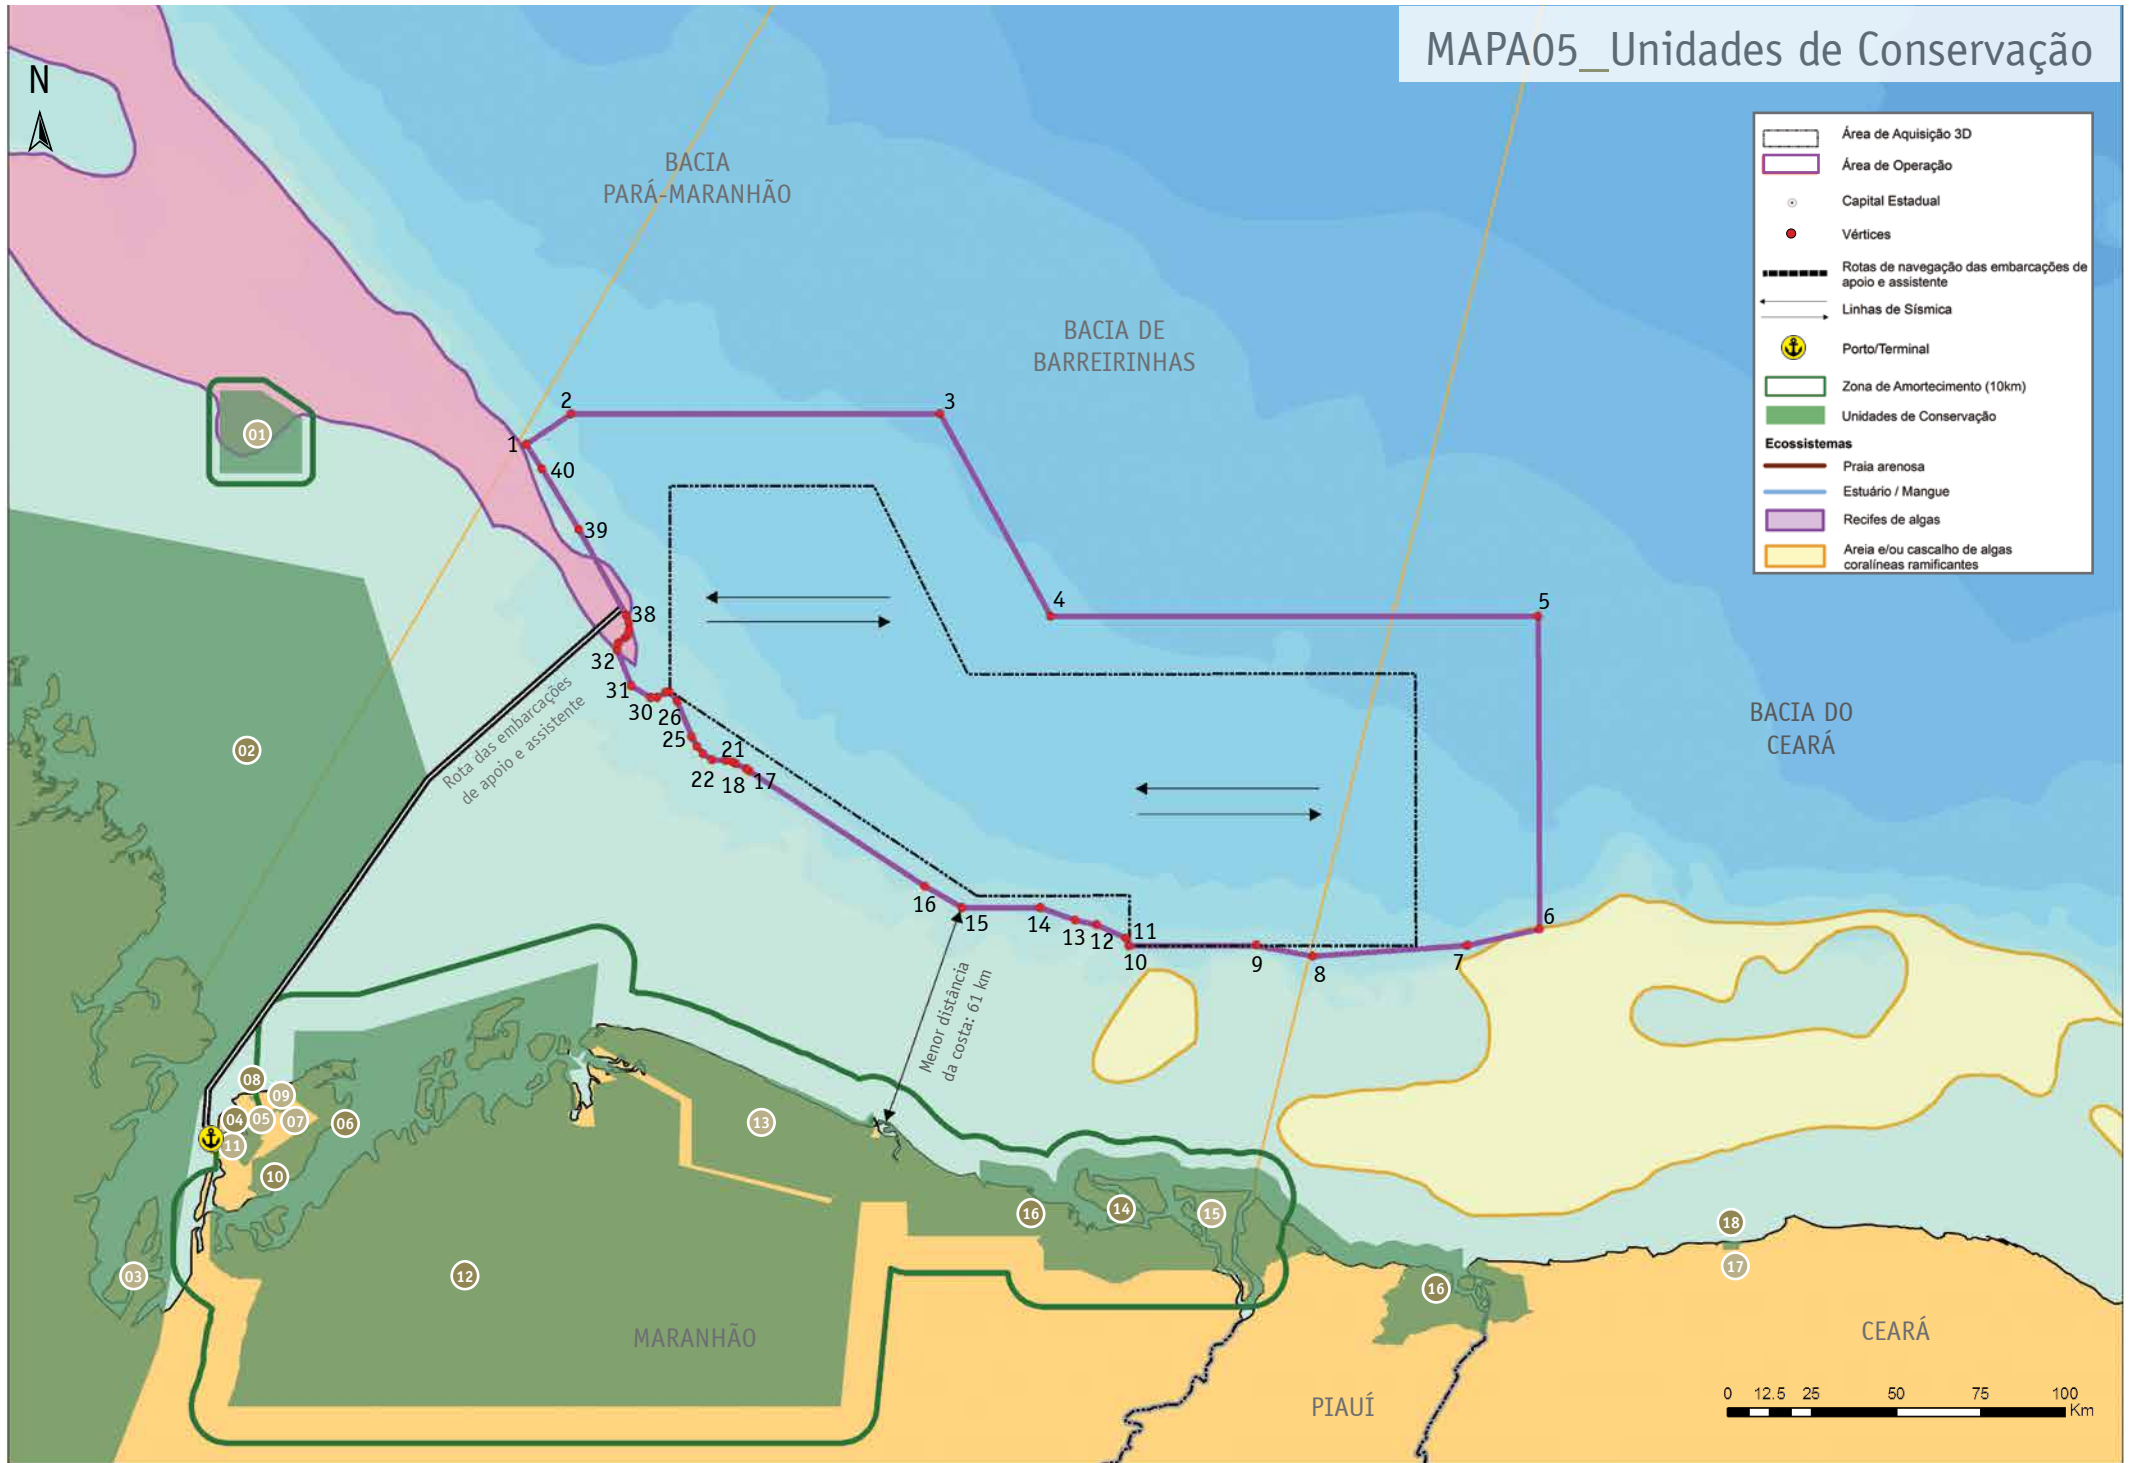 MAPA05_Unidades de Conservação
N
BACIA
PARÁ-MARANHÃO
BACIA DE
BARREIRINHAS
BACIA DO
CEARÁ
Área de Aquisição 3D
Área de Operação
Capital Estadual
Vértices
Rotas de navegação das embarcações de
apoio e assistente
Linhas de Sísmica
Porto/Terminal
Zona de Amortecimento (10km)
Unidades de Conservação
Ecossistemas
Praia arenosa
Estuário / Mangue
Recifes de algas
Areia e/ou cascalho de algas
coralíneas ramificantes
1
2
3
4
5
6
7
8
9
10
11
12
13
14
15
16
17
18
21
22
25
26
30
31
32
38
39
40
Rota das embarcações
de apoio e assistente
Menor distância
da costa: 61 km
01
02
03
04
05
06
07
08
09
10
11
12
13
14
15
16
16
17
18
MARANHÃO
PIAUÍ
CEARÁ
0 12.5 25 50 75 100
Km